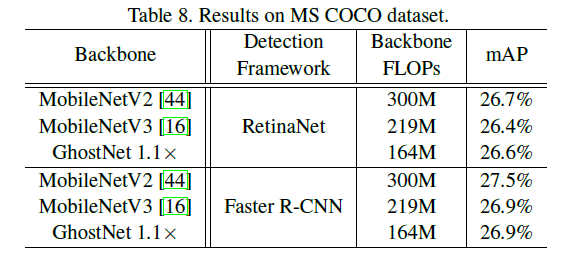 Table 8. Results on MS COCO dataset.
Backbone Detection Framework Backbone FLOPs mAP
MobileNetV2 [44] 300M 26.7%
MobileNetV3 [16] RetinaNet 219M 26.4%
GhostNet 1.1× 164M 26.6%
MobileNetV2 [44] 300M 27.5%
MobileNetV3 [16] Faster R-CNN 219M 26.9%
GhostNet 1.1× 164M 26.9%